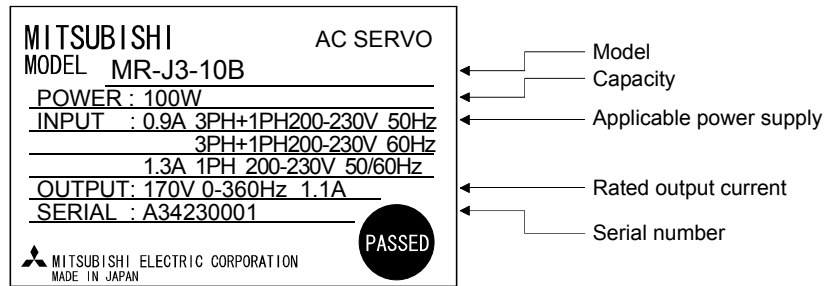 MITSUBISHI AC SERVO
MODEL MR-J3-10B
POWER : 100W
INPUT : 0.9A 3PH+1PH200-230V 50Hz
3PH+1PH200-230V 60Hz
1.3A 1PH 200-230V 50/60Hz
OUTPUT: 170V 0-360Hz 1.1A
SERIAL : A34230001
PASSED
MITSUBISHI ELECTRIC CORPORATION
MADE IN JAPAN
Model
Capacity
Applicable power supply
Rated output current
Serial number